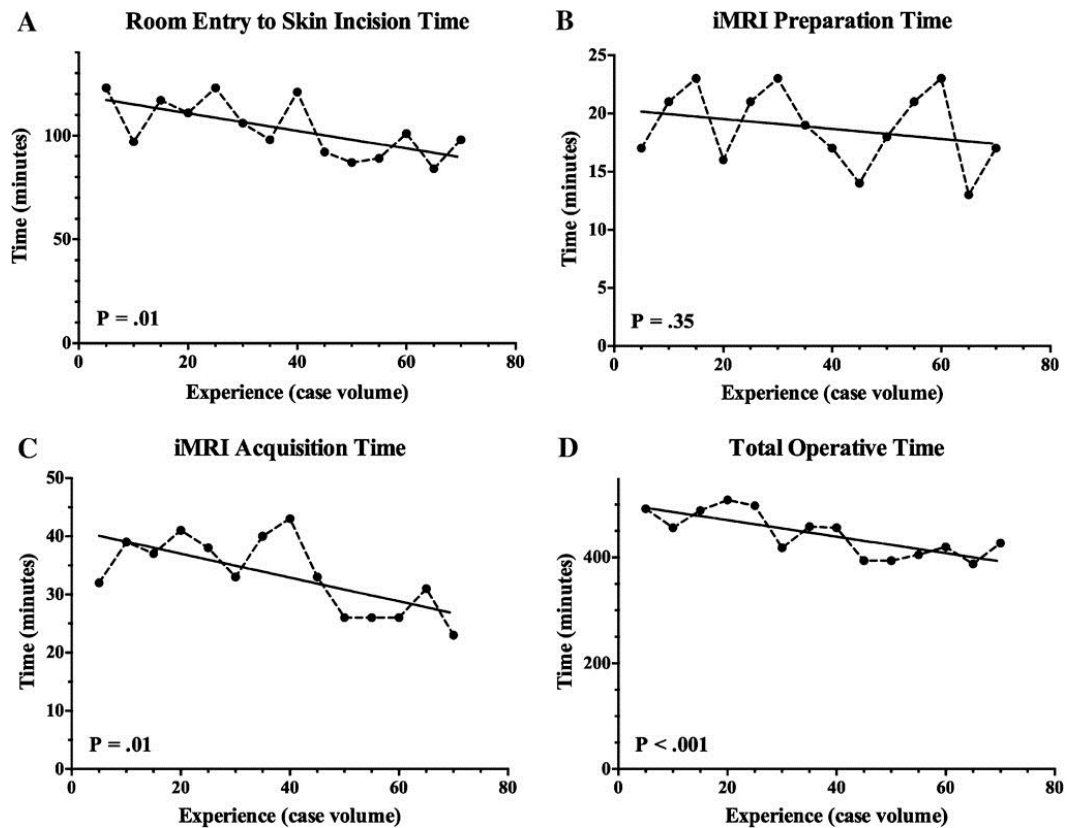 A Room Entry to Skin Incision Time
Time (minutes)
100
50
0
P = .01
0 20 40 60 80
Experience (case volume)
B iMRI Preparation Time
Time (minutes)
25
20
15
10
5
0
P = .35
0 20 40 60 80
Experience (case volume)
C iMRI Acquisition Time
Time (minutes)
50
40
30
20
10
0
P = .01
0 20 40 60 80
Experience (case volume)
D Total Operative Time
Time (minutes)
400
200
0
P < .001
0 20 40 60 80
Experience (case volume)